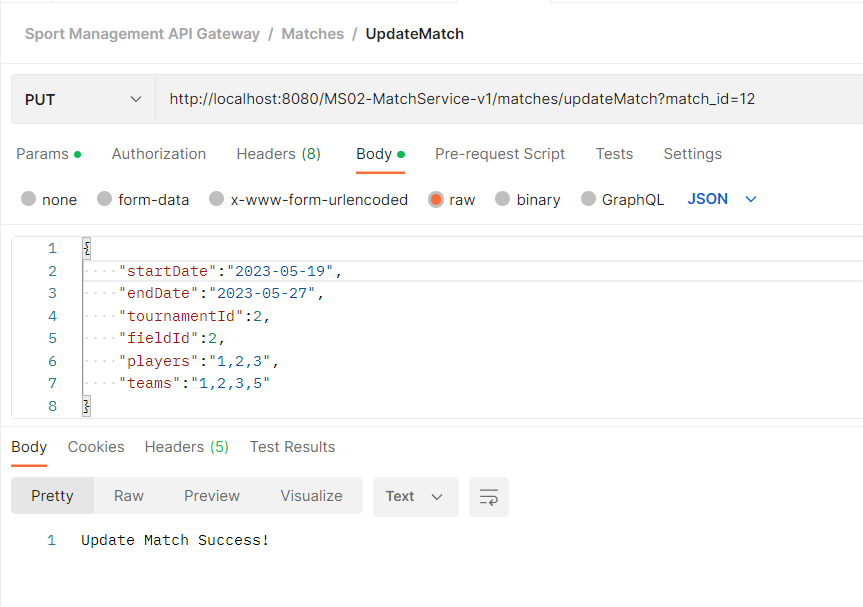 Sport Management API Gateway / Matches / UpdateMatch
PUT http://localhost:8080/MS02-MatchService-v1/matches/updateMatch?match_id=12
Params Authorization Headers (8) Body Pre-request Script Tests Settings
none form-data x-www-form-urlencoded raw binary GraphQL JSON
1 {
2 "startDate":"2023-05-19",
3 "endDate":"2023-05-27",
4 "tournamentId":2,
5 "fieldId":2,
6 "players":"1,2,3",
7 "teams":"1,2,3,5"
8 }
Body Cookies Headers (5) Test Results
Pretty Raw Preview Visualize Text
1 Update Match Success!